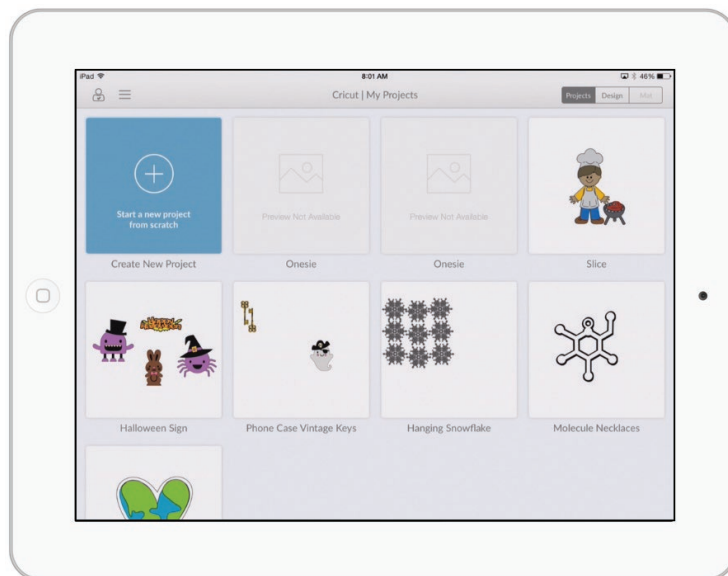 iPad
8:01 AM
46%
Cricut | My Projects
Projects
Design
Mat
Start a new project
from scratch
Preview Not Available
Preview Not Available
Create New Project
Onesie
Onesie
Slice
Happy
Halloween
Halloween Sign
Phone Case Vintage Keys
Hanging Snowflake
Molecule Necklaces